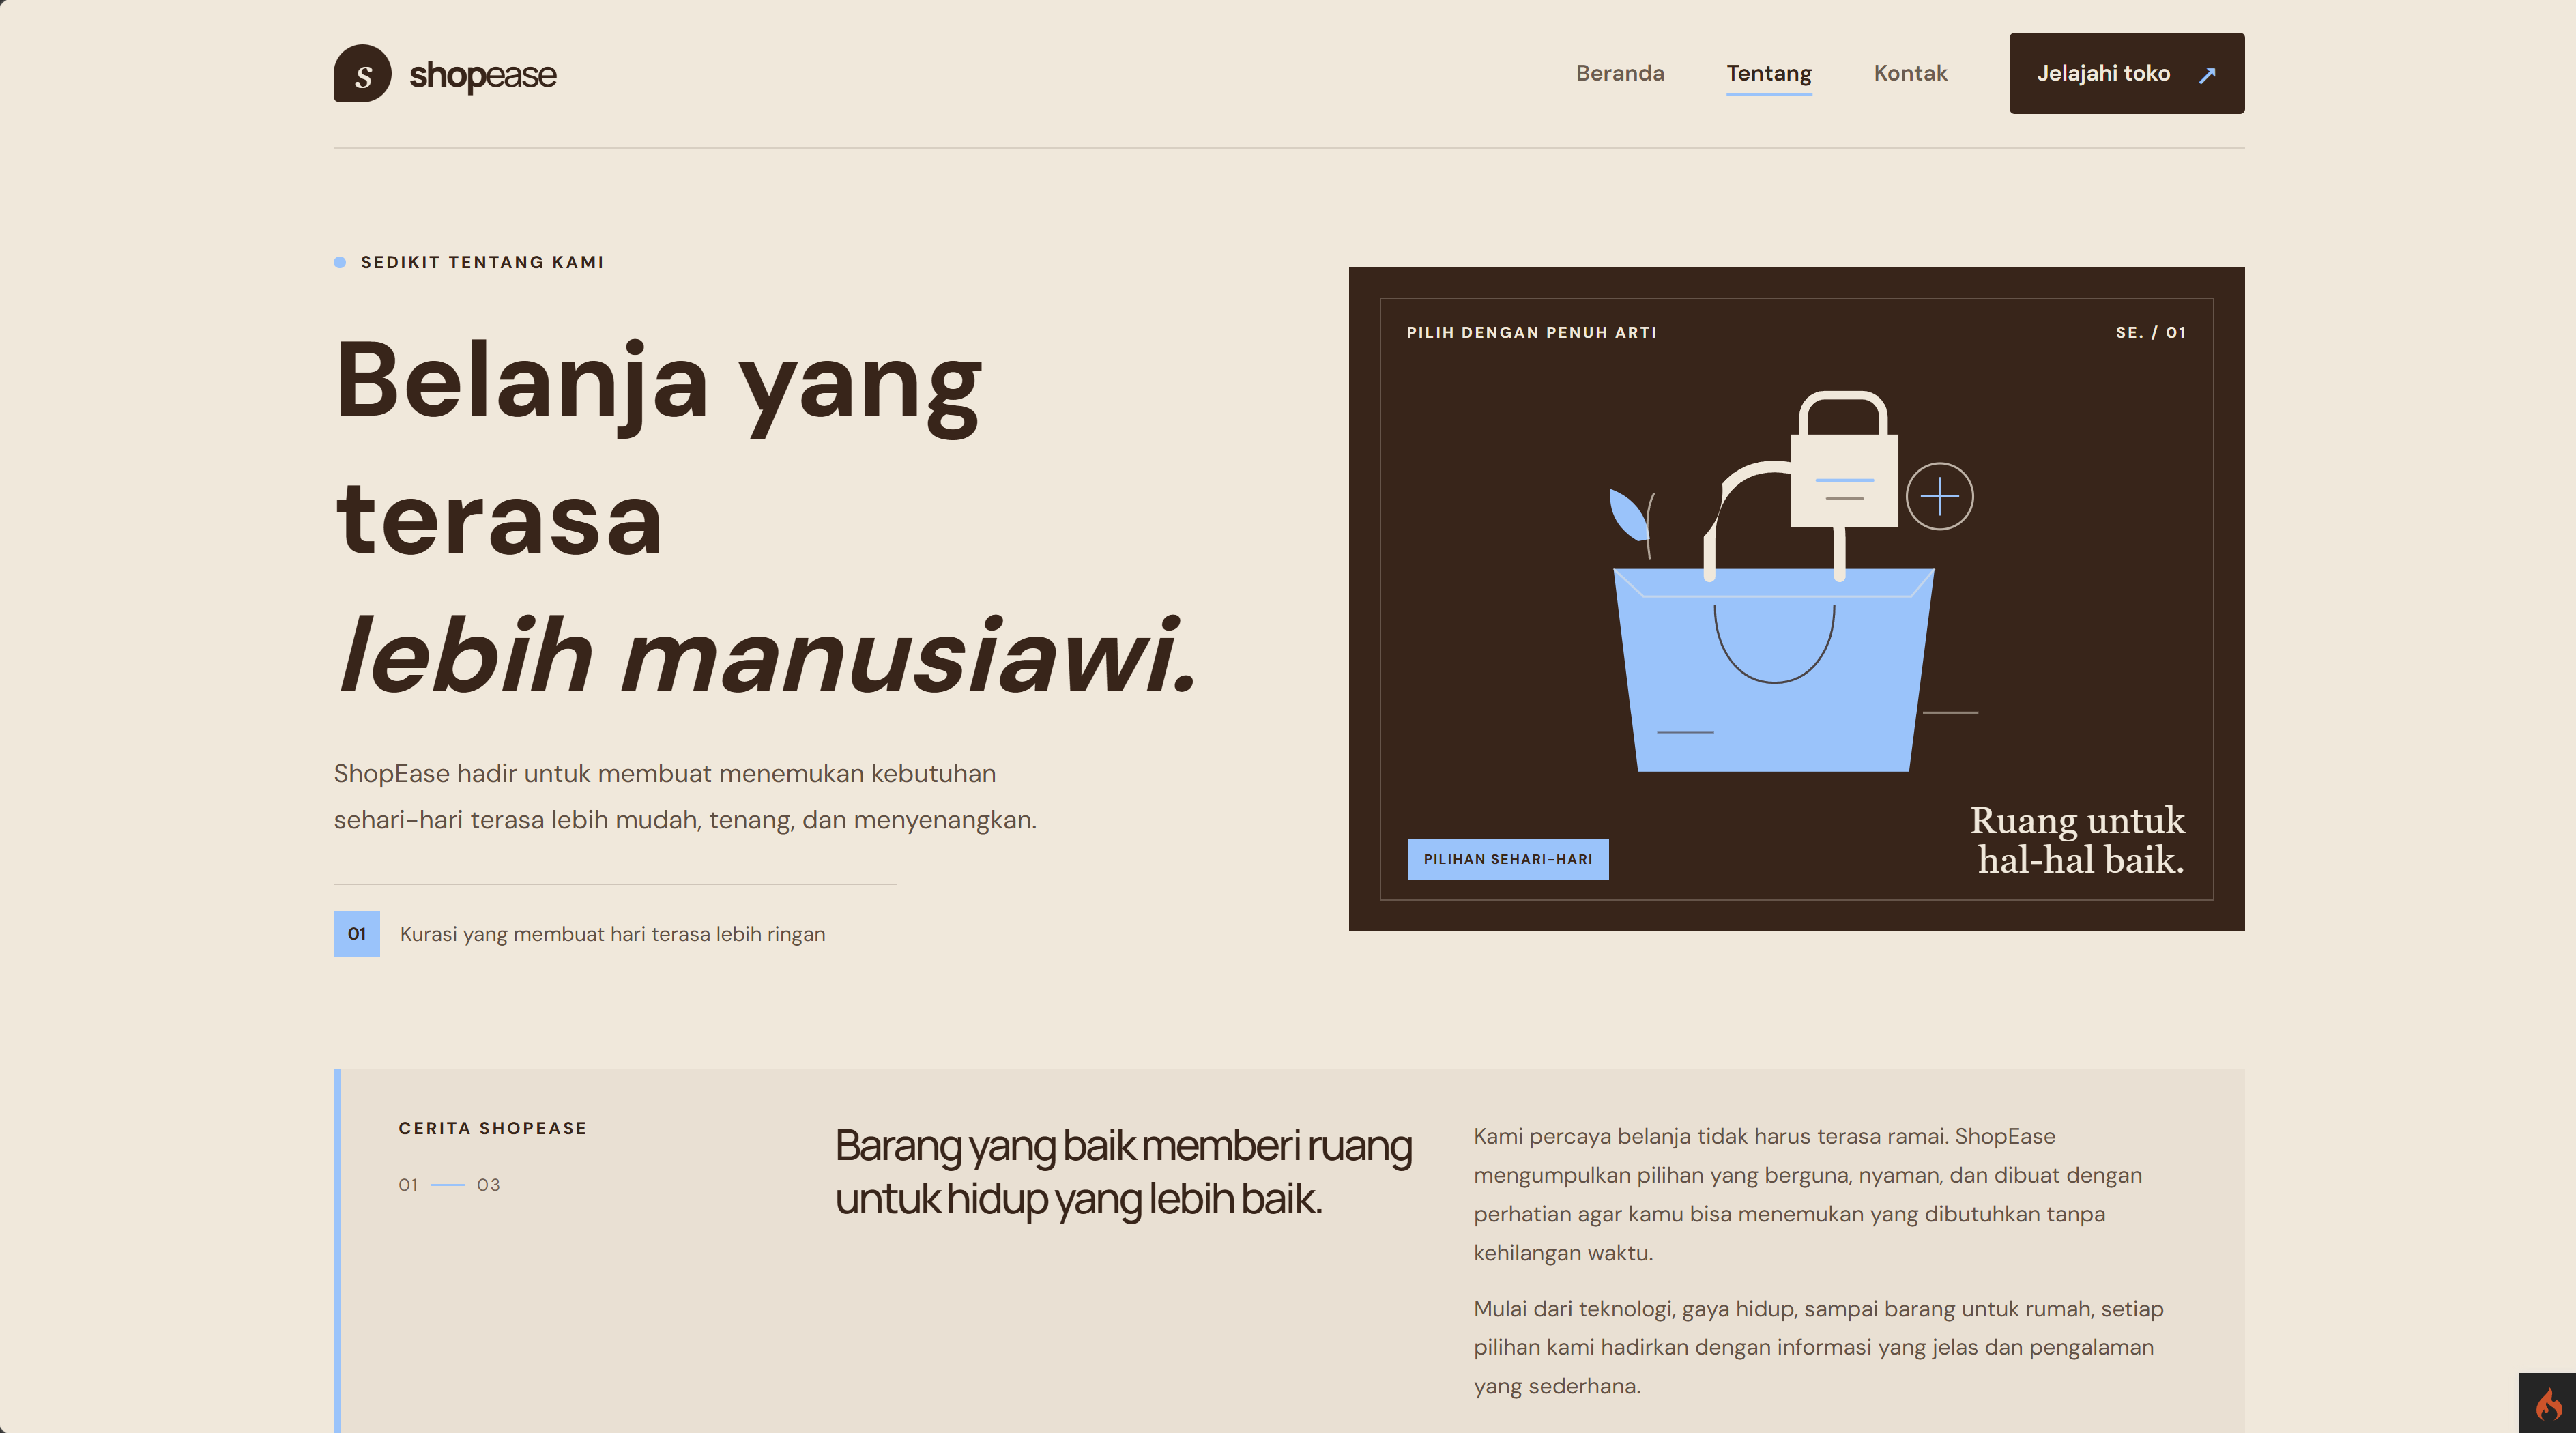 s shopease
Beranda Tentang Kontak Jelajahi toko ↗
SEDIKIT TENTANG KAMI
Belanja yang
terasa
lebih manusiawi.
ShopEase hadir untuk membuat menemukan kebutuhan
sehari-hari terasa lebih mudah, tenang, dan menyenangkan.
01 Kurasi yang membuat hari terasa lebih ringan
PILIH DENGAN PENUH ARTI SE. / 01
PILIHAN SEHARI-HARI
Ruang untuk
hal-hal baik.
CERITA SHOPEASE
01 — 03
Barang yang baik memberi ruang
untuk hidup yang lebih baik.
Kami percaya belanja tidak harus terasa ramai. ShopEase
mengumpulkan pilihan yang berguna, nyaman, dan dibuat dengan
perhatian agar kamu bisa menemukan yang dibutuhkan tanpa
kehilangan waktu.
Mulai dari teknologi, gaya hidup, sampai barang untuk rumah, setiap
pilihan kami hadirkan dengan informasi yang jelas dan pengalaman
yang sederhana.